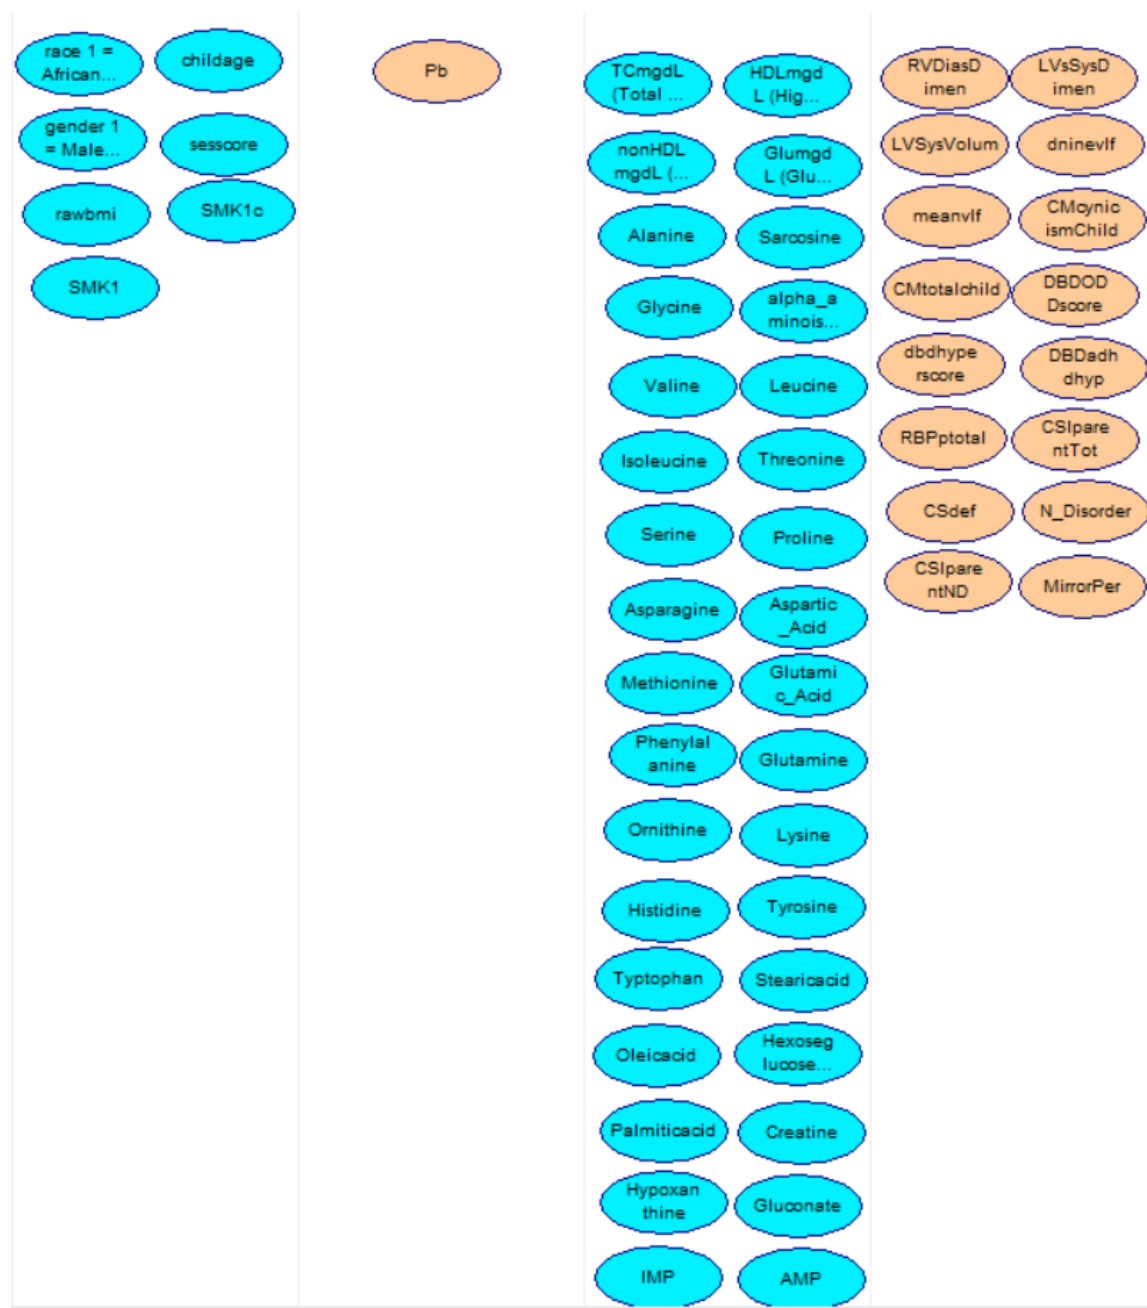 race 1 =
African...
childage
gender 1
= Male...
sesscore
rawbmi
SMK1c
SMK1
Pb
TCmgdL
(Total ...
HDLmgd
L (Hig...
nonHDL
mgdL (...
Glumgd
L (Glu...
Alanine
Sarcosine
Glycine
alpha_a
minois...
Valine
Leucine
Isoleucine
Threonine
Serine
Proline
Asparagine
Aspartic
_Acid
Methionine
Glutami
c_Acid
Phenylal
anine
Glutamine
Ornithine
Lysine
Histidine
Tyrosine
Typtophan
Stearicacid
Oleicacid
Hexoseg
lucose...
Palmiticacid
Creatine
Hypoxan
thine
Gluconate
IMP
AMP
RVDiasD
imen
LVsSysD
imen
LVSysVolum
dninevlf
meanvlf
CMcynic
ismChild
CMtotalchild
DBDOD
Dscore
dbdhype
rscore
DBDadh
dhyp
RBPptotal
CSIpare
ntTot
CSdef
N_Disorder
CSIpare
ntND
MirrorPer